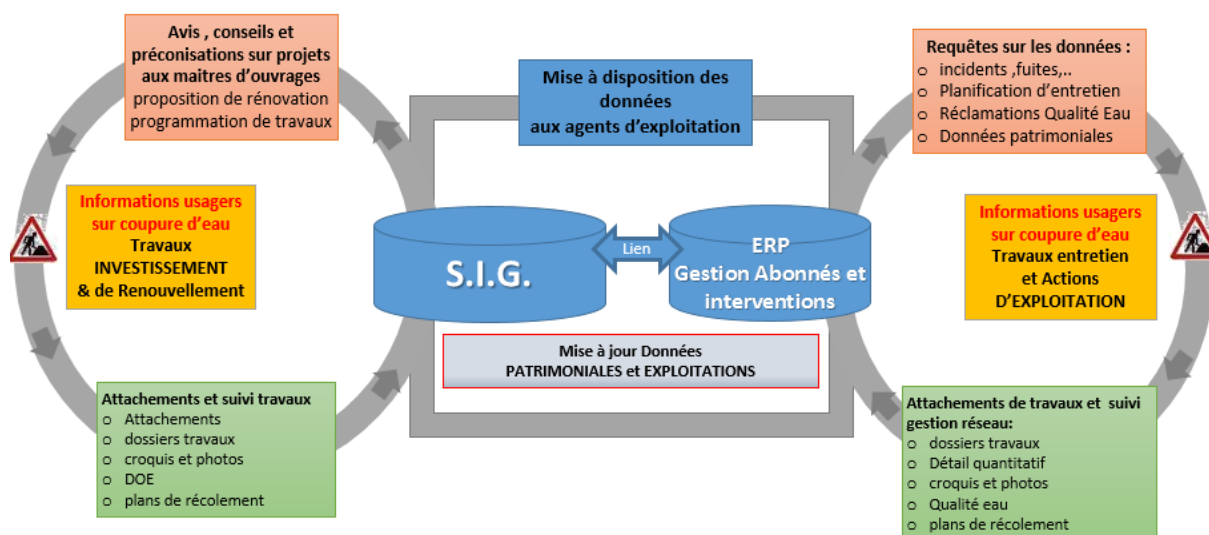 Avis , conseils et
préconisations sur projets
aux maitres d'ouvrages
proposition de rénovation
programmation de travaux
Informations usagers
sur coupure d'eau
Travaux
INVESTISSEMENT
& de Renouvellement
Attachements et suivi travaux
o Attachements
o dossiers travaux
o croquis et photos
o DOE
o plans de récolement
Mise à disposition des
données
aux agents d'exploitation
S.I.G.
Lien
ERP
Gestion Abonnés et
interventions
Mise à jour Données
PATRIMONIALES et EXPLOITATIONS
Requêtes sur les données :
o incidents ,fuites,..
o Planification d'entretien
o Réclamations Qualité Eau
o Données patrimoniales
Informations usagers
sur coupure d'eau
Travaux entretien
et Actions
D'EXPLOITATION
Attachements de travaux et suivi
gestion réseau:
o dossiers travaux
o Détail quantitatif
o croquis et photos
o Qualité eau
o plans de récolement